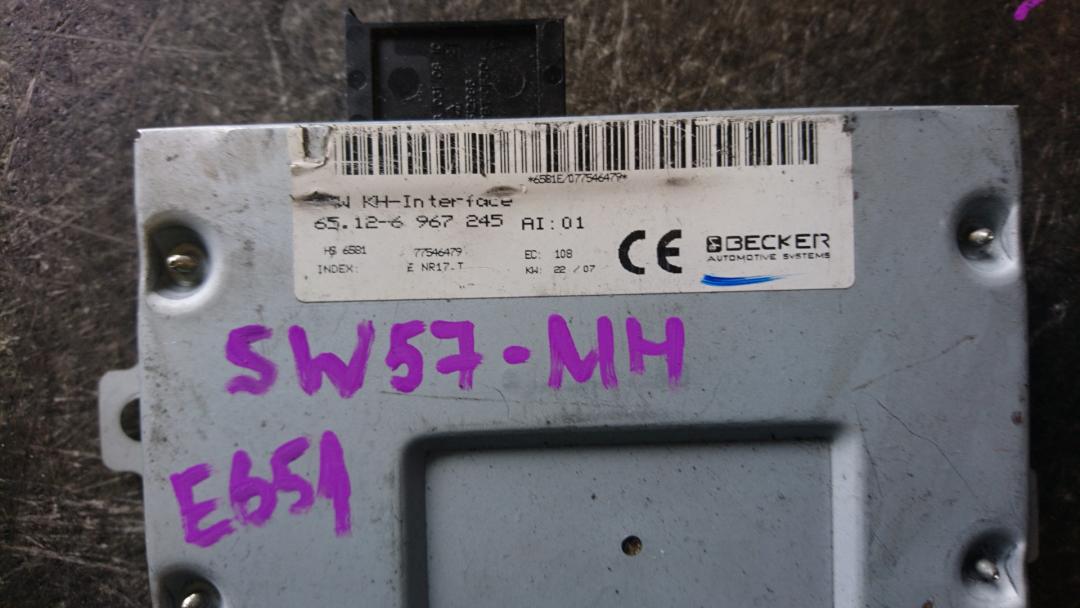 *6581E/077546479*
KH-Interface
65.12-6 967 245 AI:01
HS 6581 77546479 EC: 108
INDEX: E NR17.T KW: 22 /07
CE
BECKER
AUTOMOTIVE SYSTEMS
SW57-MH
E651